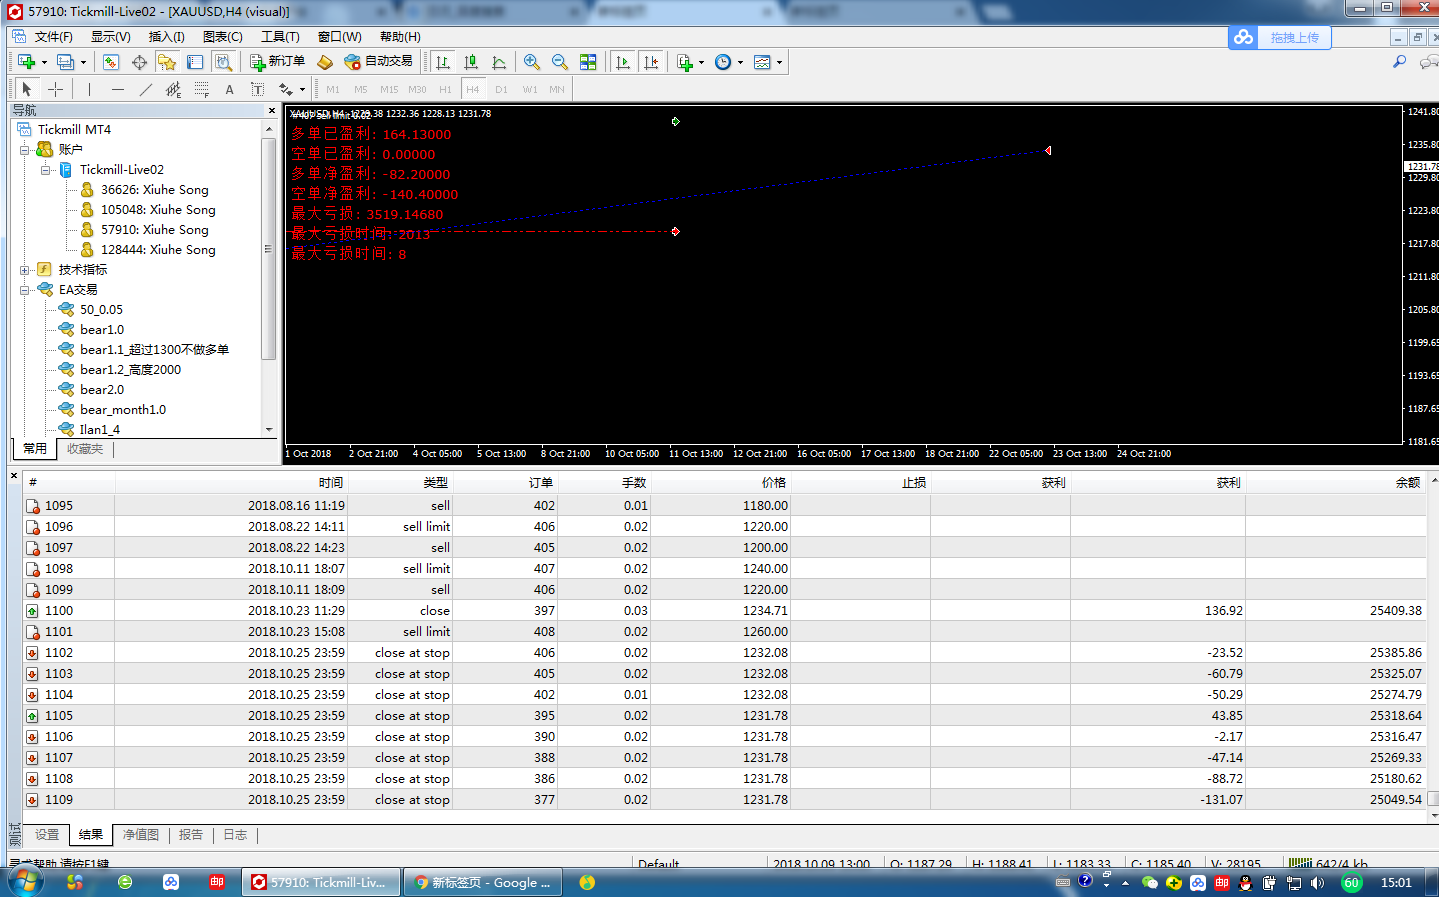 57910: Tickmill-Live02 - [XAUUSD,H4 (visual)]
文件(F) 显示(V) 插入(I) 图表(C) 工具(T) 窗口(W) 帮助(H)
拖拽上传
新订单 自动交易
A T M1 M5 M15 M30 H1 H4 D1 W1 MN
导航
Tickmill MT4
账户
Tickmill-Live02
36626: Xiuhe Song
105048: Xiuhe Song
57910: Xiuhe Song
128444: Xiuhe Song
技术指标
EA交易
50_0.05
bear1.0
bear1.1_超过1300不做多单
bear1.2_高度2000
bear2.0
bear_month1.0
Ilan1_4
常用 收藏夹
XAUUSD,H4 1229.38 1232.36 1228.13 1231.78
#407 sell limit 0.02
多单已盈利: 164.13000
空单已盈利: 0.00000
多单净盈利: -82.20000
空单净盈利: -140.40000
最大亏损: 3519.14680
最大亏损时间: 2013
最大亏损时间: 8
1241.80
1235.80
1231.78
1229.80
1223.80
1217.80
1211.80
1205.80
1199.65
1193.65
1187.65
1181.65
1 Oct 2018 2 Oct 21:00 4 Oct 05:00 5 Oct 13:00 8 Oct 21:00 10 Oct 05:00 11 Oct 13:00 12 Oct 21:00 16 Oct 05:00 17 Oct 13:00 18 Oct 21:00 22 Oct 05:00 23 Oct 13:00 24 Oct 21:00
# 时间 类型 订单 手数 价格 止损 获利 获利 余额
1095 2018.08.16 11:19 sell 402 0.01 1180.00
1096 2018.08.22 14:11 sell limit 406 0.02 1220.00
1097 2018.08.22 14:23 sell 405 0.02 1200.00
1098 2018.10.11 18:07 sell limit 407 0.02 1240.00
1099 2018.10.11 18:09 sell 406 0.02 1220.00
1100 2018.10.23 11:29 close 397 0.03 1234.71 136.92 25409.38
1101 2018.10.23 15:08 sell limit 408 0.02 1260.00
1102 2018.10.25 23:59 close at stop 406 0.02 1232.08 -23.52 25385.86
1103 2018.10.25 23:59 close at stop 405 0.02 1232.08 -60.79 25325.07
1104 2018.10.25 23:59 close at stop 402 0.01 1232.08 -50.29 25274.79
1105 2018.10.25 23:59 close at stop 395 0.02 1231.78 43.85 25318.64
1106 2018.10.25 23:59 close at stop 390 0.02 1231.78 -2.17 25316.47
1107 2018.10.25 23:59 close at stop 388 0.02 1231.78 -47.14 25269.33
1108 2018.10.25 23:59 close at stop 386 0.02 1231.78 -88.72 25180.62
1109 2018.10.25 23:59 close at stop 377 0.02 1231.78 -131.07 25049.54
测试
设置 结果 净值图 报告 日志
寻求帮助,请按F1键 Default 2018.10.09 13:00 O: 1187.29 H: 1188.41 L: 1183.33 C: 1185.40 V: 28195 642/4 kb
57910: Tickmill-Liv... 新标签页 - Google ... 60 15:01